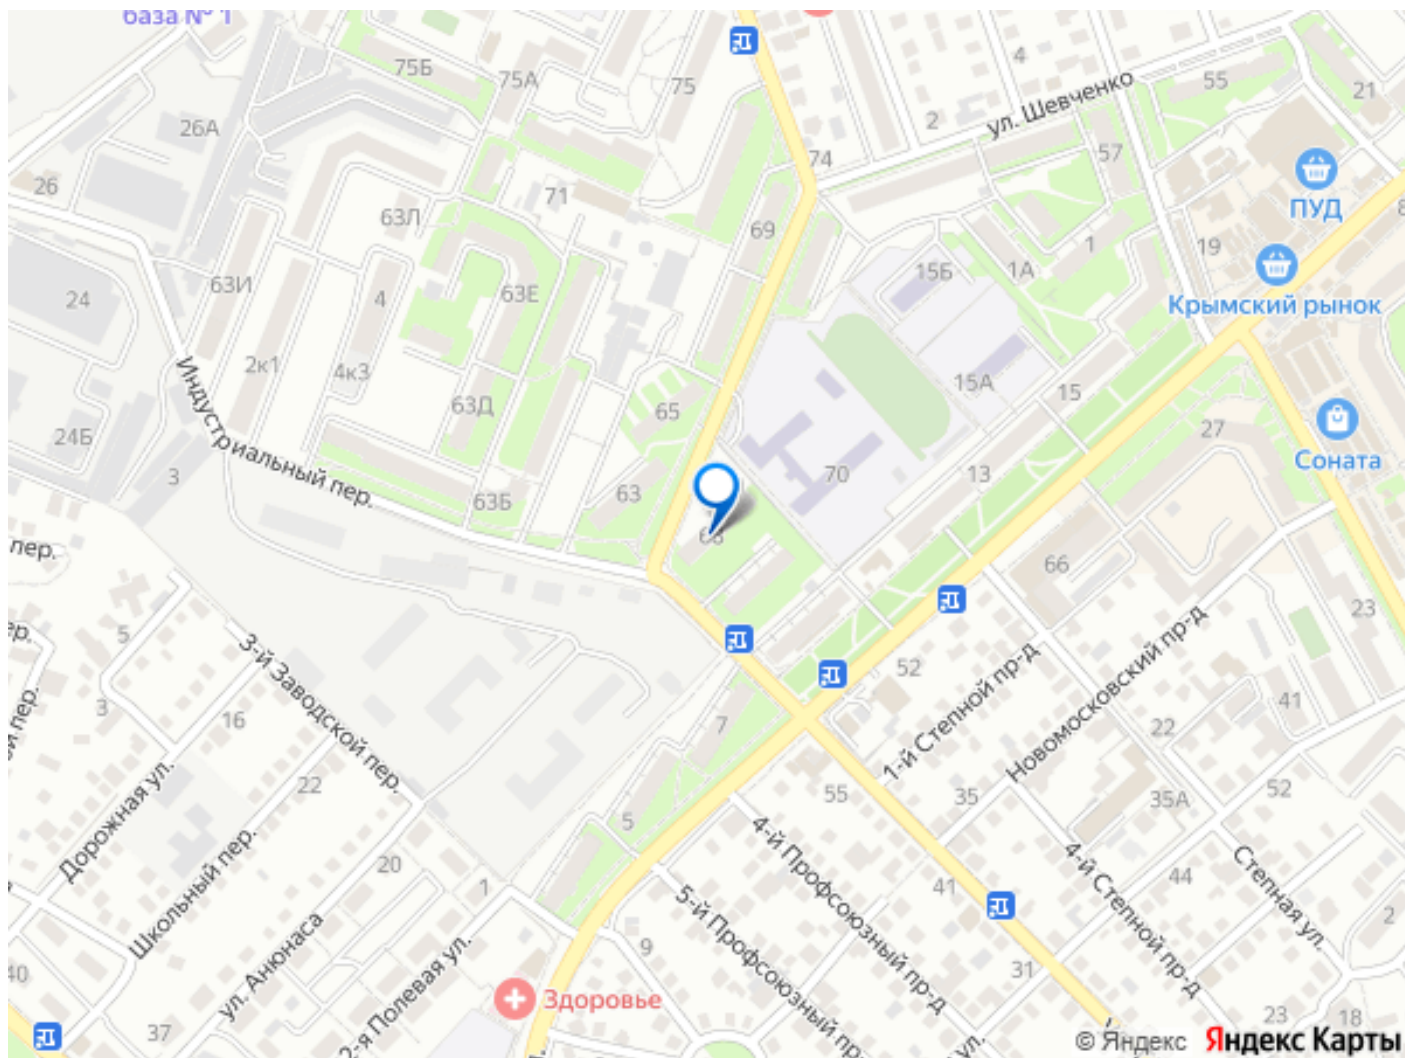 база № 1
75Б
75А
75
4
55
21
26А
ул. Шевченко
2
57
74
26
71
63Л
69
ПУД
19
1
15Б
1А
63И
24
4
63Е
Крымский рынок
2к1
4к3
15А
15
63Д
65
27
24Б
Индустриальный пер.
3
Соната
13
70
63
63Б
68
66
пер.
5
3-й Заводской пер.
23
52
1-й Степной пр-д
Новомосковский пр-д
3
16
7
22
41
22
55
35
35А
52
Дорожная ул.
5
4-й Профсоюзный пр-д
4-й Степной пр-д
Школьный пер.
20
1
41
44
Степная ул.
5-й Профсоюзный пр-д
2
ул. Анюнаса
9
2-я Полевая ул.
31
40
Здоровье
37
23
18
© Яндекс Яндекс Карты